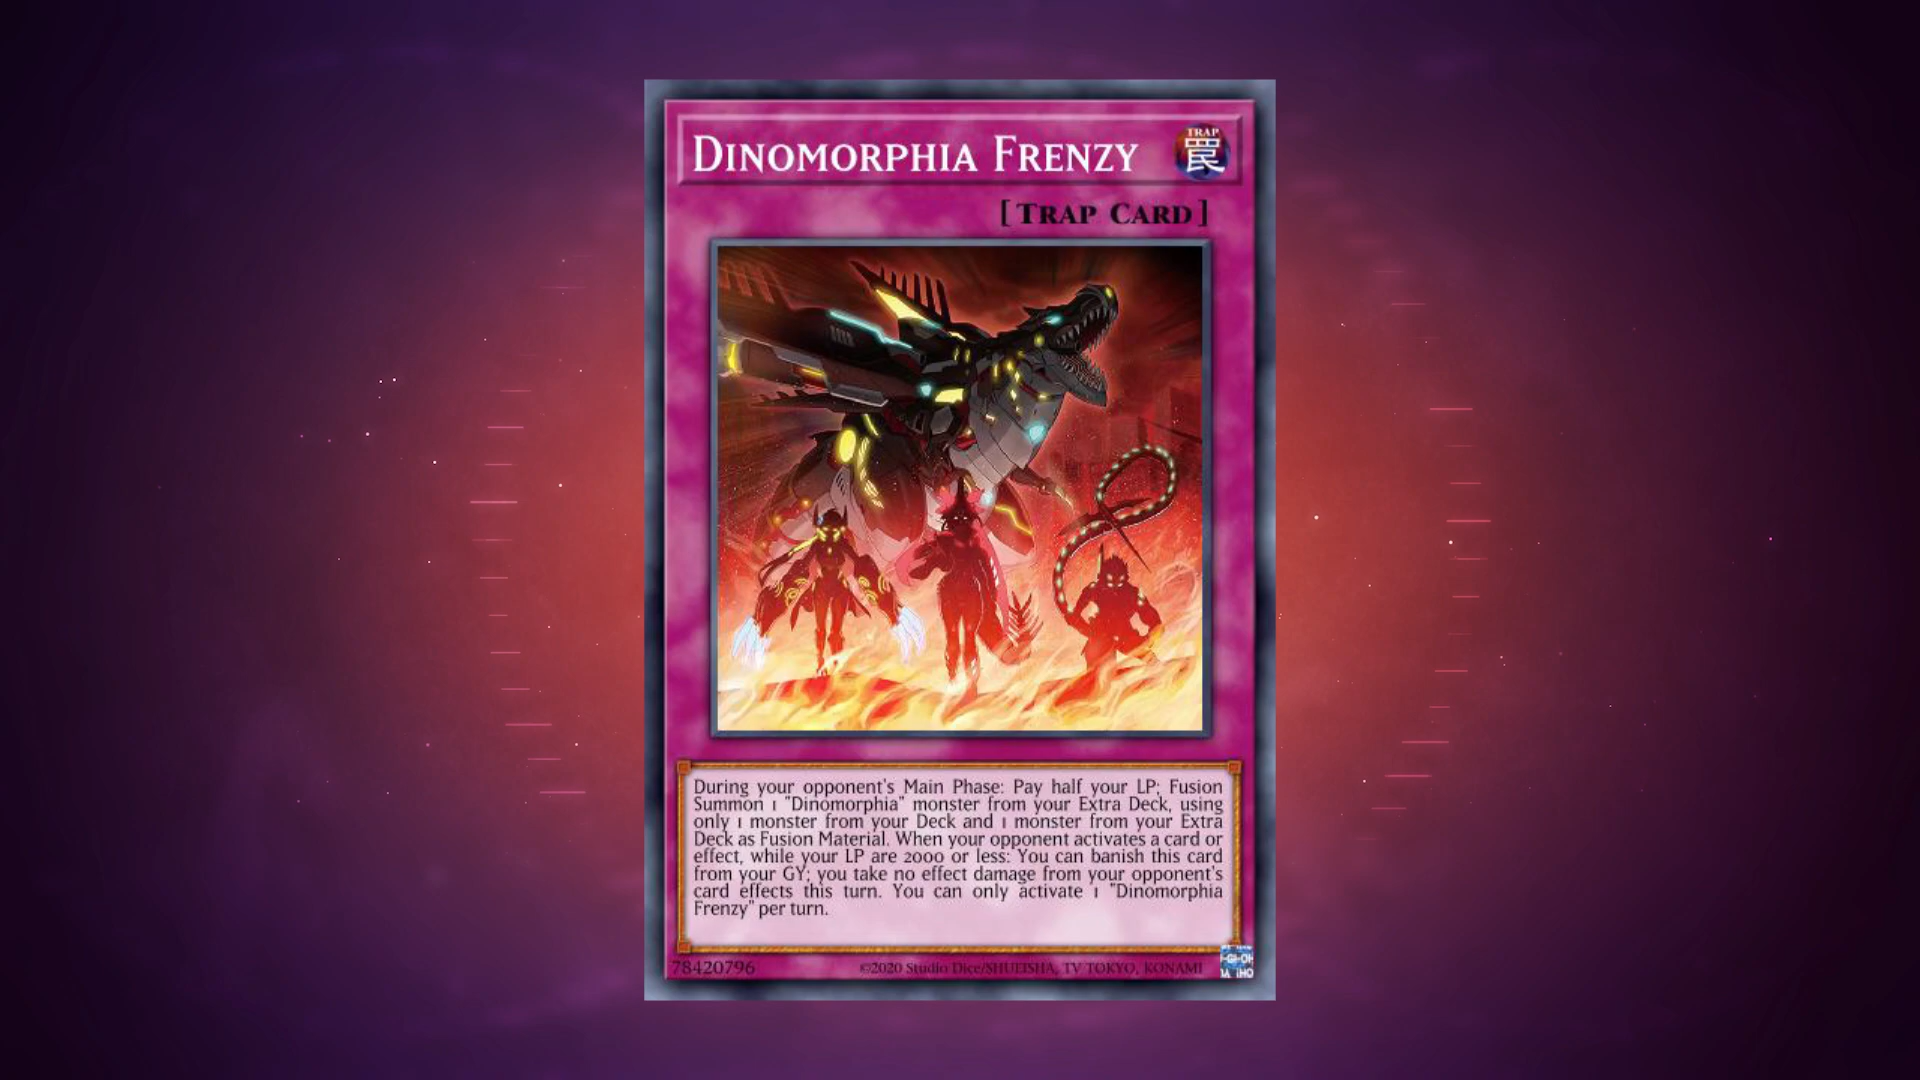 DINOMORPHIA FRENZY
TRAP
罠
[TRAP CARD]
During your opponent's Main Phase: Pay half your LP; Fusion
Summon 1 "Dinomorphia" monster from your Extra Deck, using
only 1 monster from your Deck and 1 monster from your Extra
Deck as Fusion Material. When your opponent activates a card or
effect, while your LP are 2000 or less: You can banish this card
from your GY; you take no effect damage from your opponent's
card effects this turn. You can only activate 1 "Dinomorphia
Frenzy" per turn.
78420796
©2020 Studio Dice/SHUEISHA, TV TOKYO, KONAMI